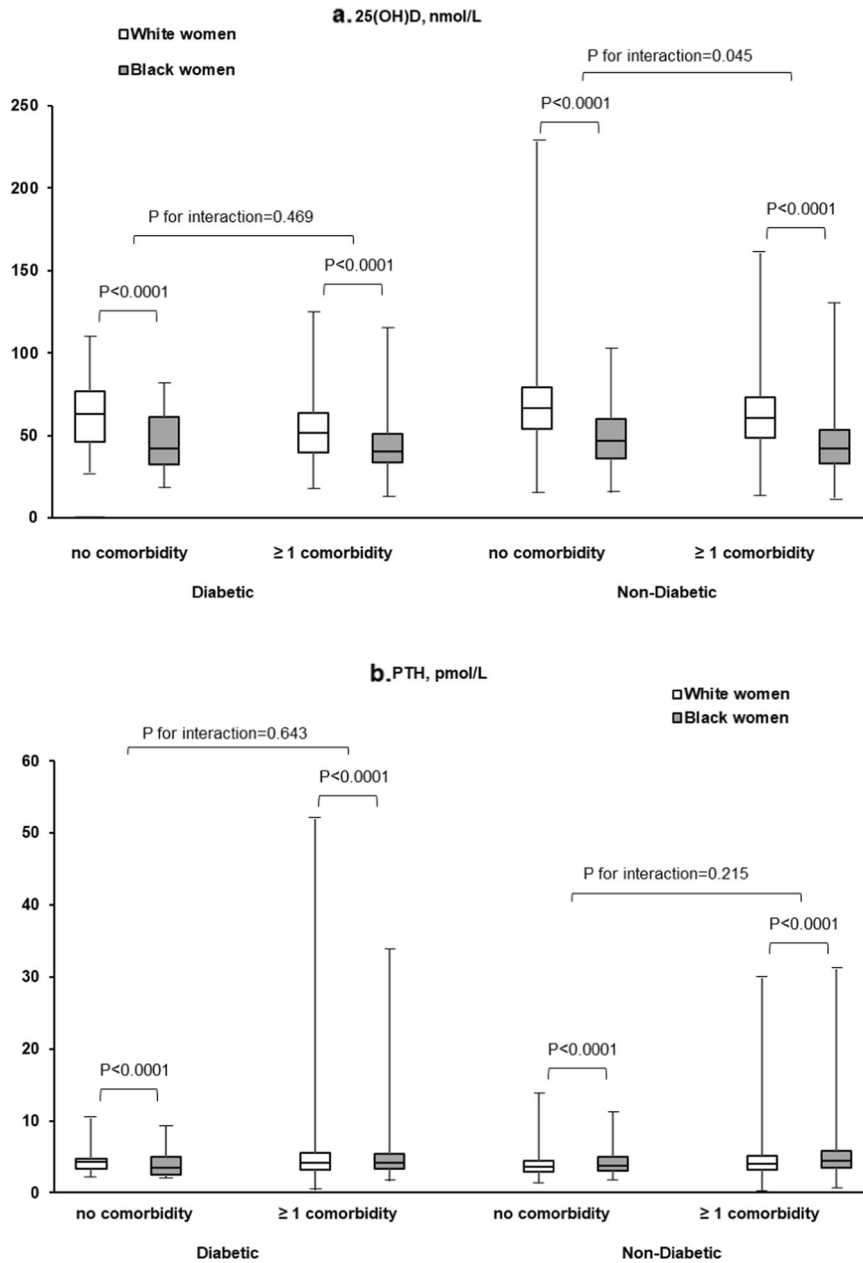 a. 25(OH)D, nmol/L
White women
Black women
P for interaction=0.045
P<0.0001
P for interaction=0.469
P<0.0001
P<0.0001
P<0.0001
250
200
150
100
50
0
no comorbidity ≥ 1 comorbidity no comorbidity ≥ 1 comorbidity
Diabetic Non-Diabetic
b. PTH, pmol/L
White women
Black women
P for interaction=0.643
P<0.0001
P for interaction=0.215
P<0.0001
P<0.0001
P<0.0001
60
50
40
30
20
10
0
no comorbidity ≥ 1 comorbidity no comorbidity ≥ 1 comorbidity
Diabetic Non-Diabetic